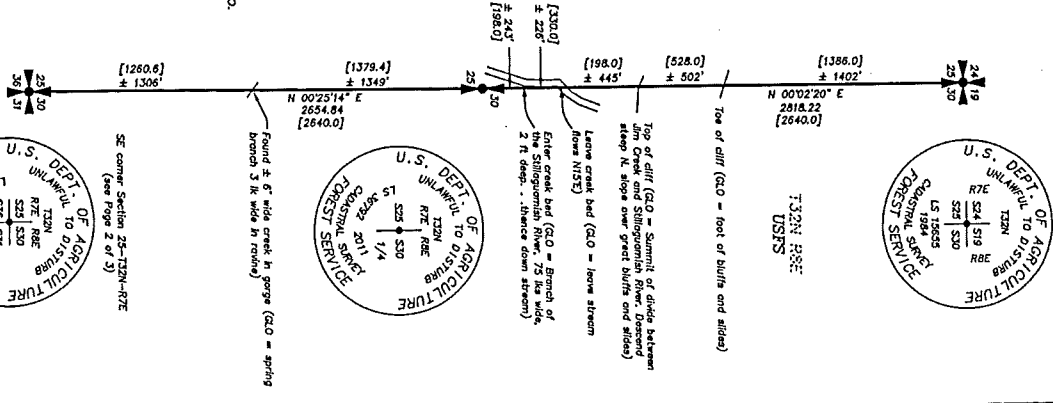 24 19
25 30
[1386.0]
± 1402'
N 00°02'20" E
2818.22
[2640.0]
Toe of cliff (GLO = foot of bluffs and slides)
[528.0]
± 502'
Top of cliff (GLO = Summit of divide between
Jim Creek and Stillaguamish River. Descend
steep N. slope over great bluffs and slides)
[198.0]
± 445'
Leave creek bed (GLO = leave stream
flows N15°E)
[330.0]
± 226'
Enter creek bed (GLO = Branch of
the Stillaguamish River, 75 lks wide,
2 ft deep. . .thence down stream)
± 243'
[198.0]
25 30
[1379.4]
± 1349'
N 00°25'14" E
2654.84
[2640.0]
Found ± 6' wide creek in gorge (GLO = spring
branch 3 lk wide in ravine)
[1260.6]
± 1306'
25 30
36 31
SE corner Section 25-T32N-R7E
(see Page 2 of 3)
T32N R8E
USFS
U.S. DEPT. OF AGRICULTURE
UNLAWFUL TO DISTURB
T32N
R7E R8E
S24 S19
S25 S30
LS 15655
1984
CADASTRAL SURVEY
U.S. DEPT. OF AGRICULTURE
UNLAWFUL TO DISTURB
T32N
R7E R8E
1/4
S25 S30
2011
LS 36792
CADASTRAL SURVEY
FOREST SERVICE
U.S. DEPT. OF AGRICULTURE
UNLAWFUL TO DISTURB
T32N
R7E R8E
S25 S30